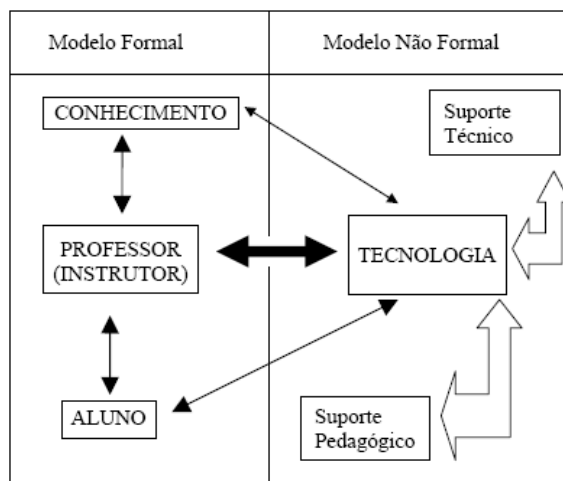 Modelo Formal
Modelo Não Formal
CONHECIMENTO
Suporte
Técnico
PROFESSOR
(INSTRUTOR)
TECNOLOGIA
ALUNO
Suporte
Pedagógico